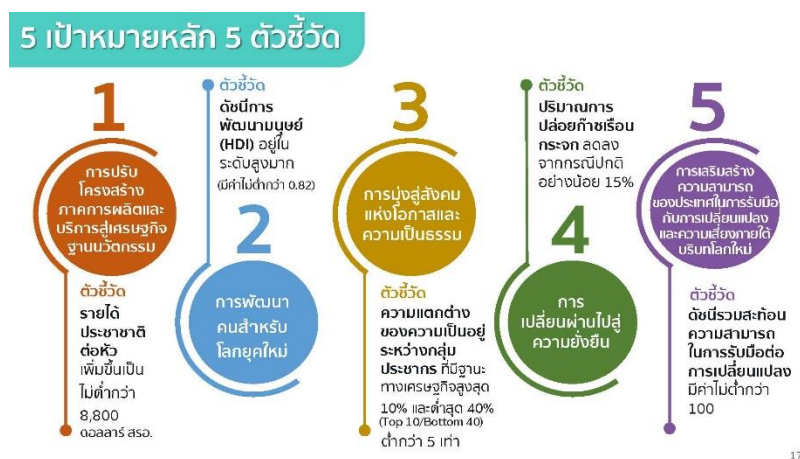 5 เป้าหมายหลัก 5 ตัวชี้วัด
1
การปรับ
โครงสร้าง
ภาคการผลิตและ
บริการสู่เศรษฐกิจ
ฐานนวัตกรรม
ตัวชี้วัด
รายได้
ประชาชาติ
ต่อหัว
เพิ่มขึ้นเป็น
ไม่ต่ำกว่า
8,800
ดอลลาร์ สรอ.
ตัวชี้วัด
ดัชนีการ
พัฒนามนุษย์
(HDI) อยู่ใน
ระดับสูงมาก
(มีค่าไม่ต่ำกว่า 0.82)
2
การพัฒนา
คนสำหรับ
โลกยุคใหม่
3
การมุ่งสู่สังคม
แห่งโอกาสและ
ความเป็นธรรม
ตัวชี้วัด
ความแตกต่าง
ของความเป็นอยู่
ระหว่างกลุ่ม
ประชากร ที่มีฐานะ
ทางเศรษฐกิจสูงสุด
10% และต่ำสุด 40%
(Top 10/Bottom 40)
ต่ำกว่า 5 เท่า
ตัวชี้วัด
ปริมาณการ
ปล่อยก๊าซเรือน
กระจก ลดลง
จากกรณีปกติ
อย่างน้อย 15%
4
การ
เปลี่ยนผ่านไปสู่
ความยั่งยืน
5
การเสริมสร้าง
ความสามารถ
ของประเทศในการรับมือ
กับการเปลี่ยนแปลง
และความเสี่ยงภายใต้
บริบทโลกใหม่
ตัวชี้วัด
ดัชนีรวมสะท้อน
ความสามารถ
ในการรับมือต่อ
การเปลี่ยนแปลง
มีค่าไม่ต่ำกว่า
100
17